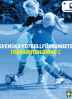 SVENSKA FOTBOLLFÖRBUNDETS
TRÄNARUTBILDNING C